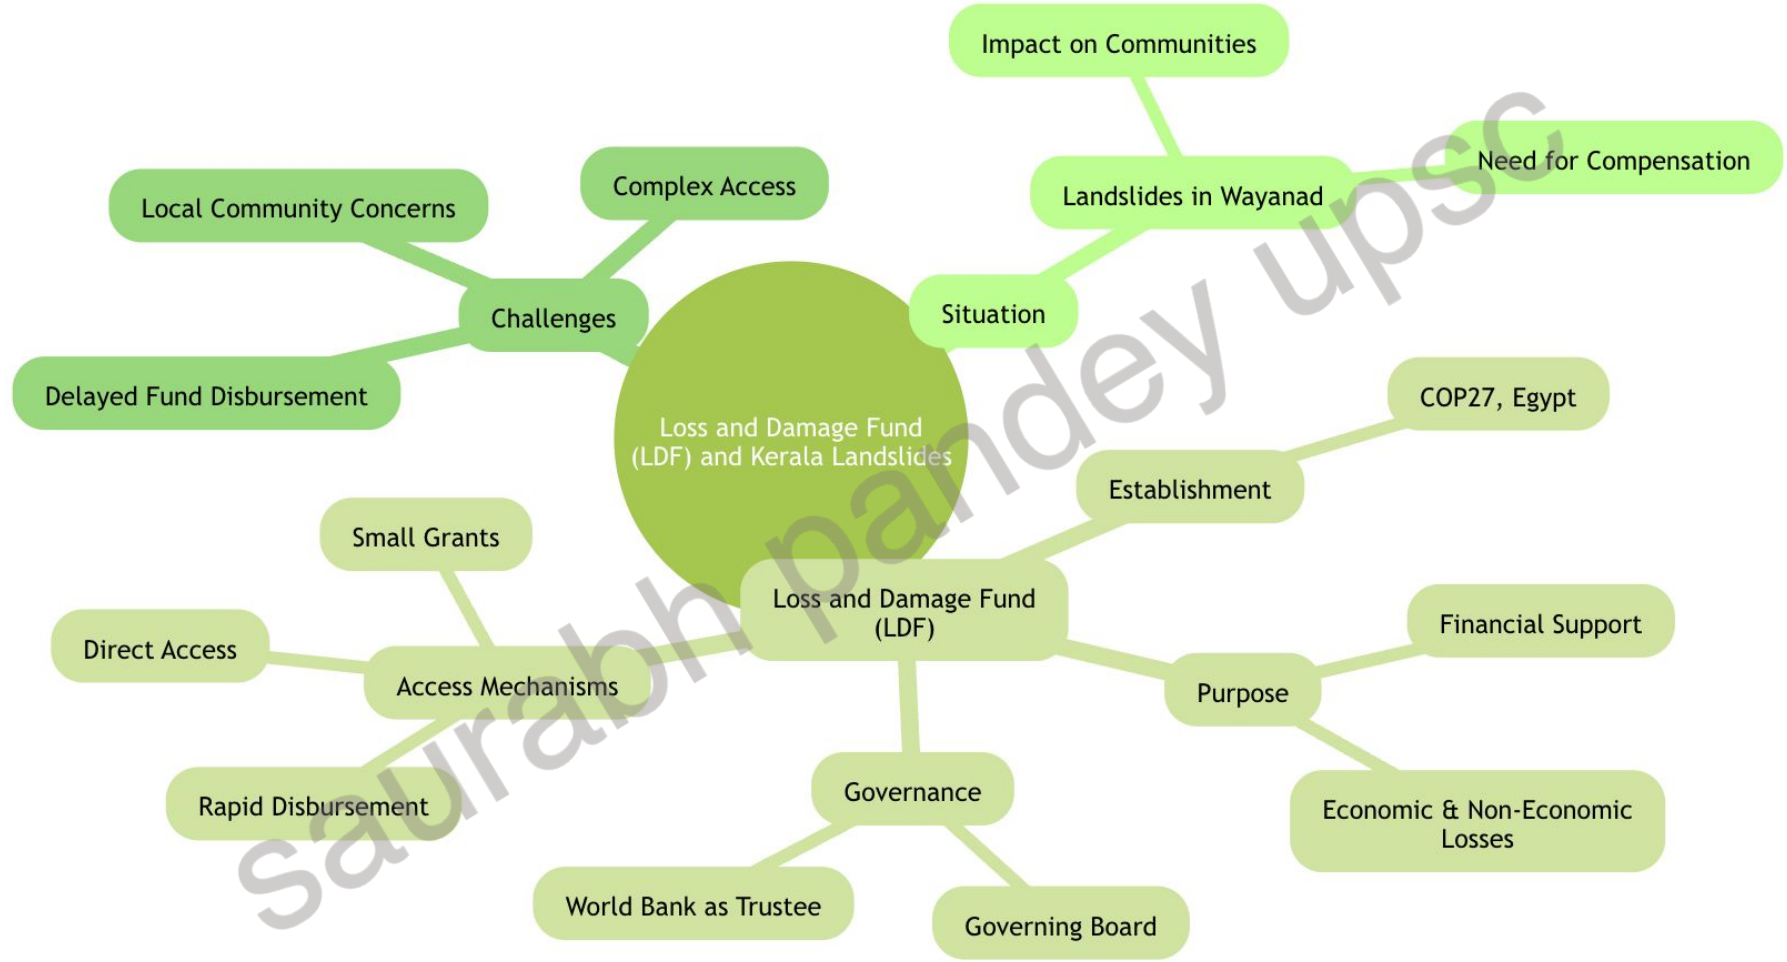 Impact on Communities
Need for Compensation
Landslides in Wayanad
Situation
Complex Access
Local Community Concerns
Challenges
Delayed Fund Disbursement
Loss and Damage Fund
(LDF) and Kerala Landslides
COP27, Egypt
Establishment
Loss and Damage Fund
(LDF)
Financial Support
Purpose
Economic & Non-Economic
Losses
Small Grants
Direct Access
Access Mechanisms
Rapid Disbursement
Governance
World Bank as Trustee
Governing Board
saurabh pandey upsc